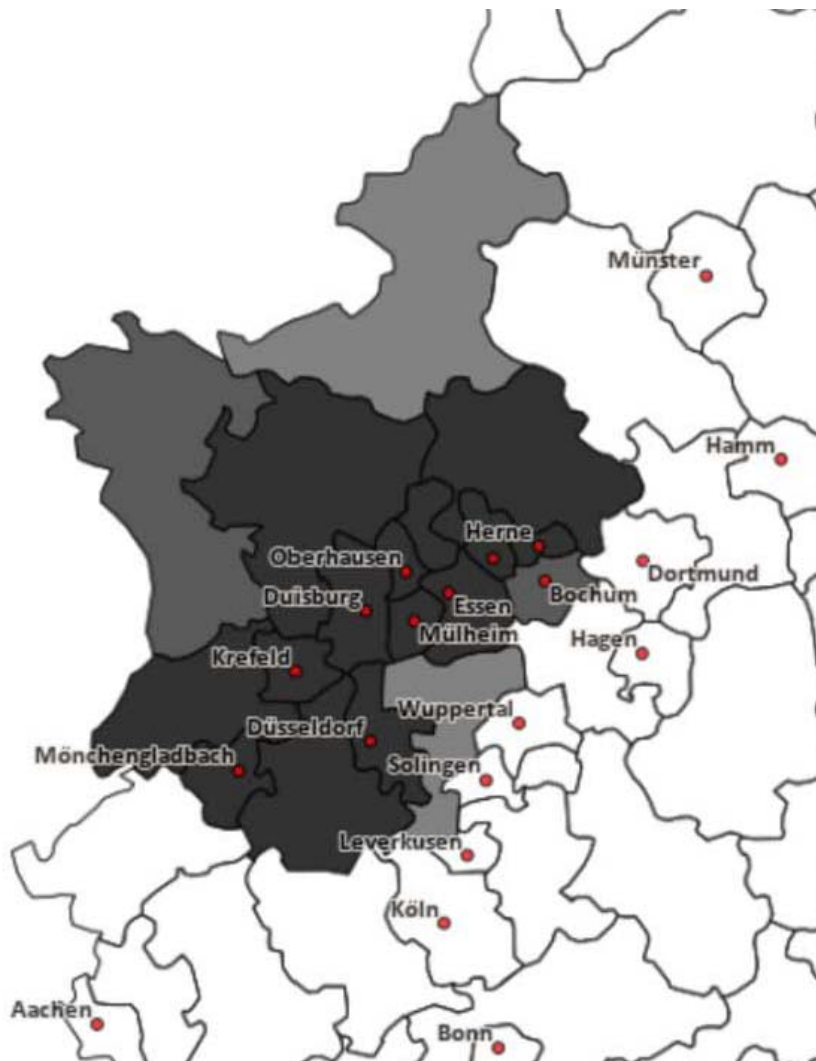 Münster
Hamm
Herne
Oberhausen
Dortmund
Duisburg
Essen
Bochum
Mülheim
Hagen
Krefeld
Wuppertal
Düsseldorf
Mönchengladbach
Solingen
Leverkusen
Köln
Aachen
Bonn